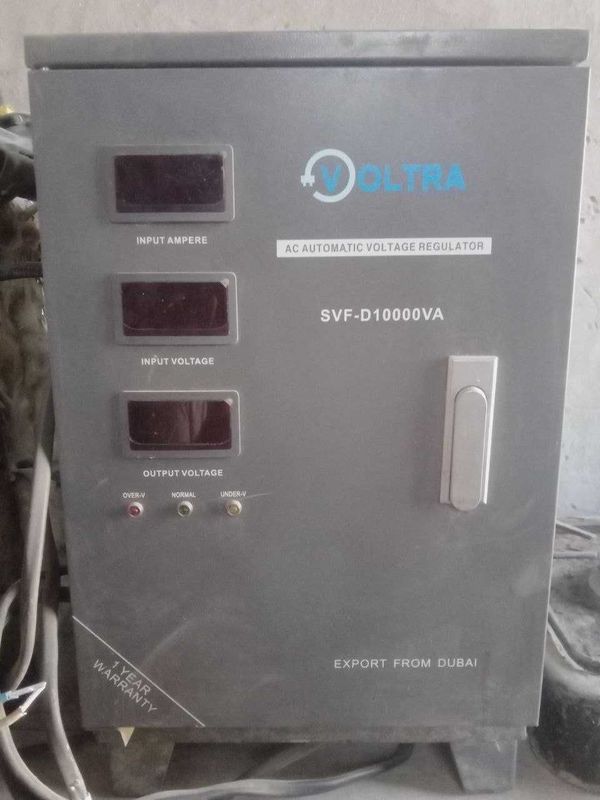 VOLTRA
INPUT AMPERE
AC AUTOMATIC VOLTAGE REGULATOR
SVF-D10000VA
INPUT VOLTAGE
OUTPUT VOLTAGE
OVER-V NORMAL UNDER-V
1 YEAR
WARRANTY
EXPORT FROM DUBAI